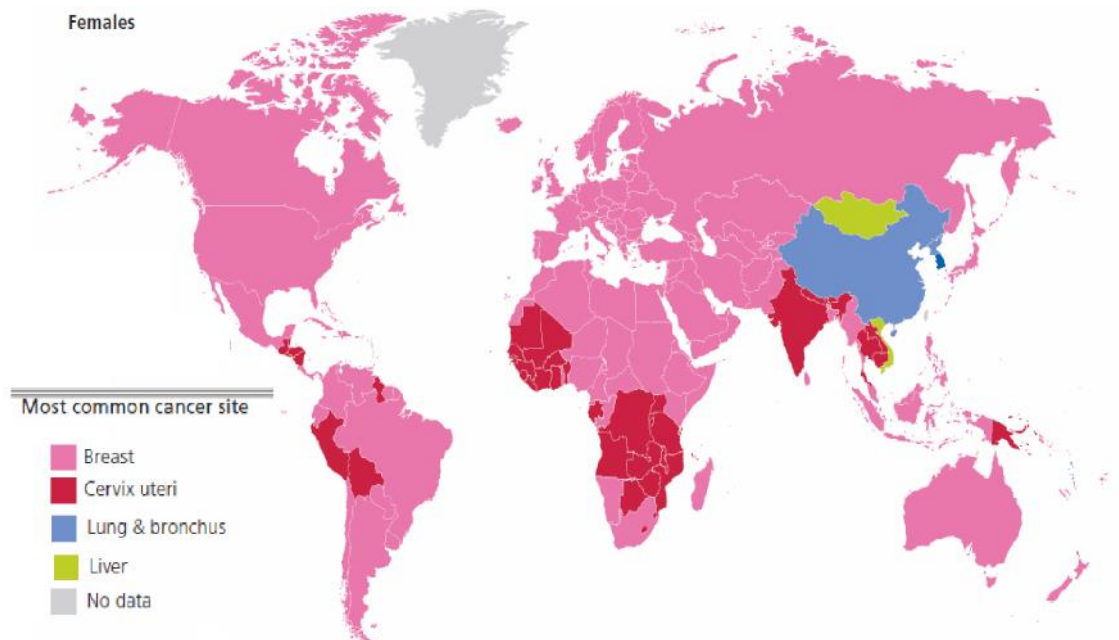 Females
Most common cancer site
Breast
Cervix uteri
Lung & bronchus
Liver
No data